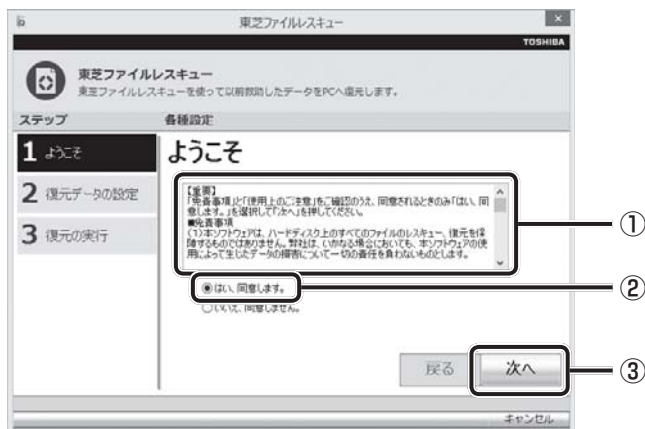 東芝ファイルレスキュー
TOSHIBA
東芝ファイルレスキュー
東芝ファイルレスキューを使って以前救助したデータをPCへ復元します。
ステップ
各種設定
1 ようこそ
2 復元データの設定
3 復元の実行
ようこそ
【重要】
「免責事項」と「使用上のご注意」をご確認のうえ、同意されるときのみ「はい、同
意します。」を選択して「次へ」を押してください。
■免責事項
(1)本ソフトウェアは、ハードディスク上のすべてのファイルのレスキュー、復元を保
障するものではありません。弊社は、いかなる場合においても、本ソフトウェアの使
用によって生じたデータの損害について一切の責任を負わないものとします。
はい、同意します。
いいえ、同意しません。
戻る
次へ
キャンセル
①
②
③